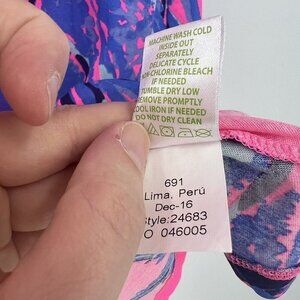 MACHINE WASH COLD
INSIDE OUT
SEPARATELY
DELICATE CYCLE
NON-CHLORINE BLEACH
IF NEEDED
TUMBLE DRY LOW
REMOVE PROMPTLY
COOL IRON IF NEEDED
DO NOT DRY CLEAN
691
Lima, Perú
Dec-16
Style:24683
O 046005